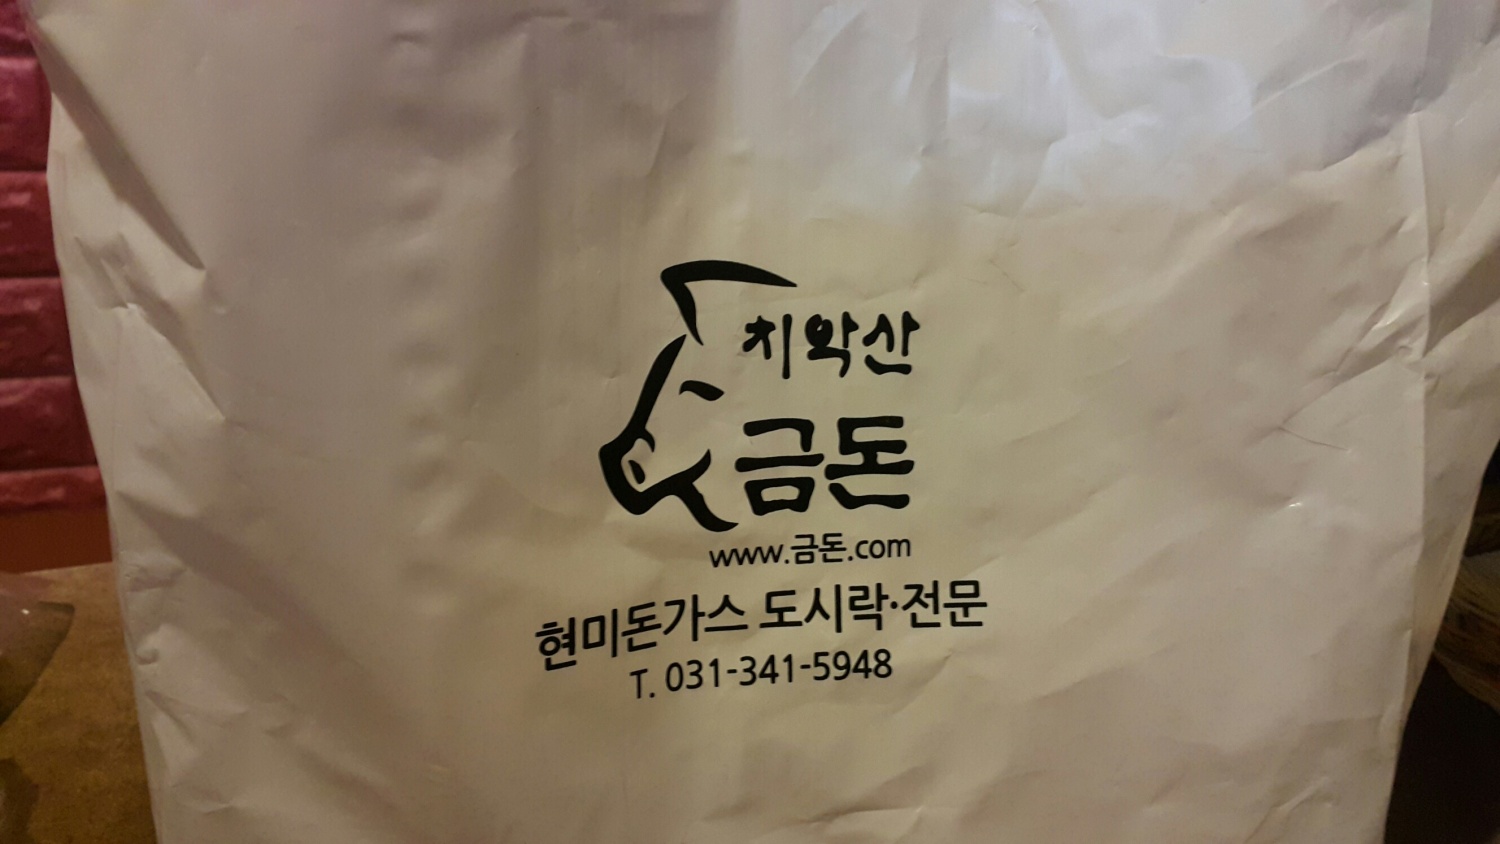 치악산
금돈
www.금돈.com
현미돈가스 도시락·전문
T. 031-341-5948